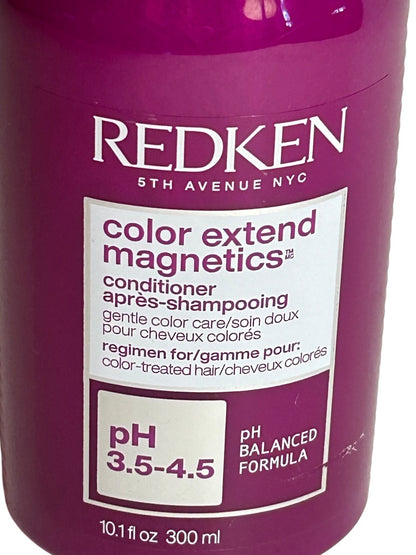 REDKEN
5TH AVENUE NYC
color extend
magnetics™ MC
conditioner
après-shampooing
gentle color care/soin doux
pour cheveux colorés
regimen for/gamme pour:
color-treated hair/cheveux colorés
pH
3.5-4.5
pH
BALANCED
FORMULA
10.1 fl oz 300 ml